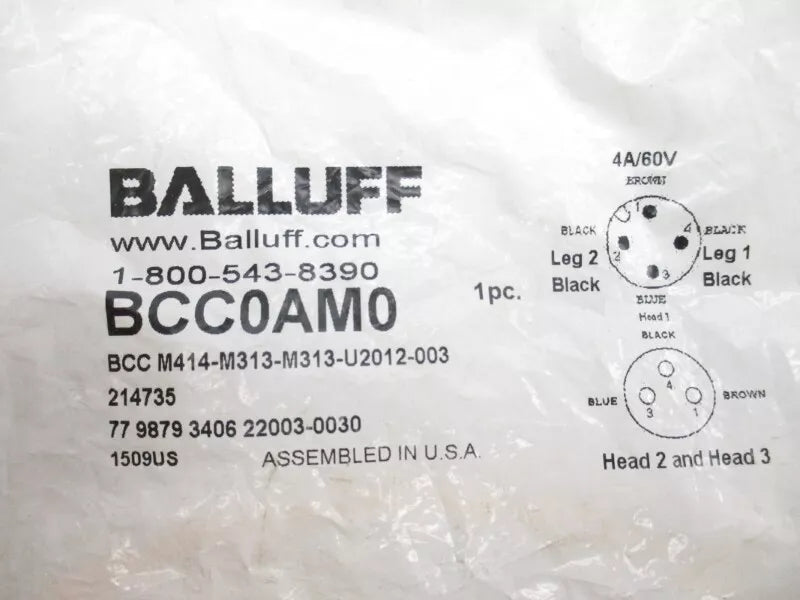 BALLUFF
www.Balluff.com
1-800-543-8390
BCC0AM0
1pc.
BCC M414-M313-M313-U2012-003
214735
77 9879 3406 22003-0030
1509US ASSEMBLED IN U.S.A.
4A/60V
BROWN
1
BLACK 2 4 BLACK
Leg 2 Leg 1
Black 3 Black
BLUE
Head 1
BLACK
4
BLUE 3 1 BROWN
Head 2 and Head 3